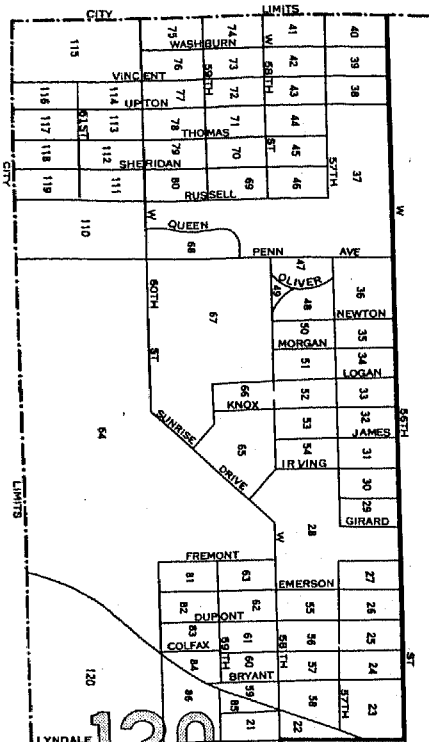 CITY LIMITS
115
75
WASHBURN
74
W
41
40
76
59TH
73
58TH
42
39
VINCENT
116
114
77
72
43
38
UPTON
117
61ST
113
78
71
44
THOMAS
118
112
79
70
ST
45
57TH
37
SHERIDAN
119
111
80
69
46
RUSSELL
CITY
110
W
QUEEN
68
W
PENN AVE
47
OLIVER
49
48
36
60TH
67
50
NEWTON
35
MORGAN
ST
51
34
LOGAN
66
52
33
KNOX
56TH
SUNRISE
53
32
JAMES
64
65
54
31
IRVING
DRIVE
30
29
GIRARD
LIMITS
W
28
FREMONT
81
63
EMERSON
27
82
62
55
26
DUPONT
83
59TH
61
58TH
56
25
COLFAX
84
60
57
24
ST
BRYANT
120
86
59
58
57TH
23
85
21
22
LYNDALE
120